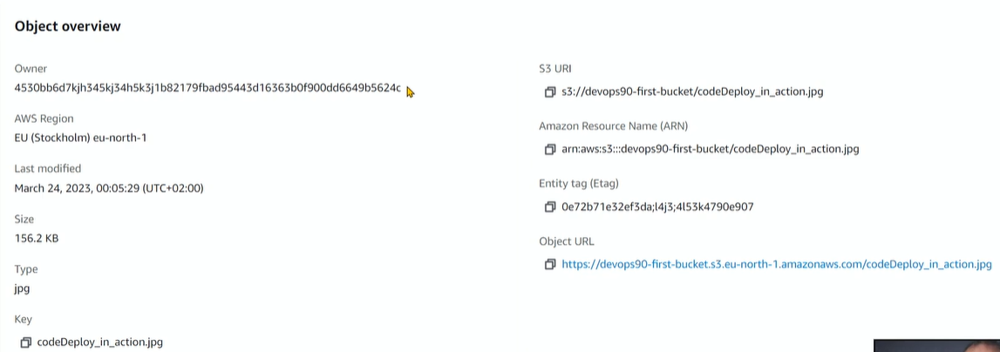 Object overview
Owner
4530bb6d7kjh345kj34h5k3j1b82179fbad95443d16363b0f900dd6649b5624c
AWS Region
EU (Stockholm) eu-north-1
Last modified
March 24, 2023, 00:05:29 (UTC+02:00)
Size
156.2 KB
Type
jpg
Key
codeDeploy_in_action.jpg
S3 URI
s3://devops90-first-bucket/codeDeploy_in_action.jpg
Amazon Resource Name (ARN)
arn:aws:s3:::devops90-first-bucket/codeDeploy_in_action.jpg
Entity tag (Etag)
0e72b71e32ef3da;l4j3;4l53k4790e907
Object URL
https://devops90-first-bucket.s3.eu-north-1.amazonaws.com/codeDeploy_in_action.jpg